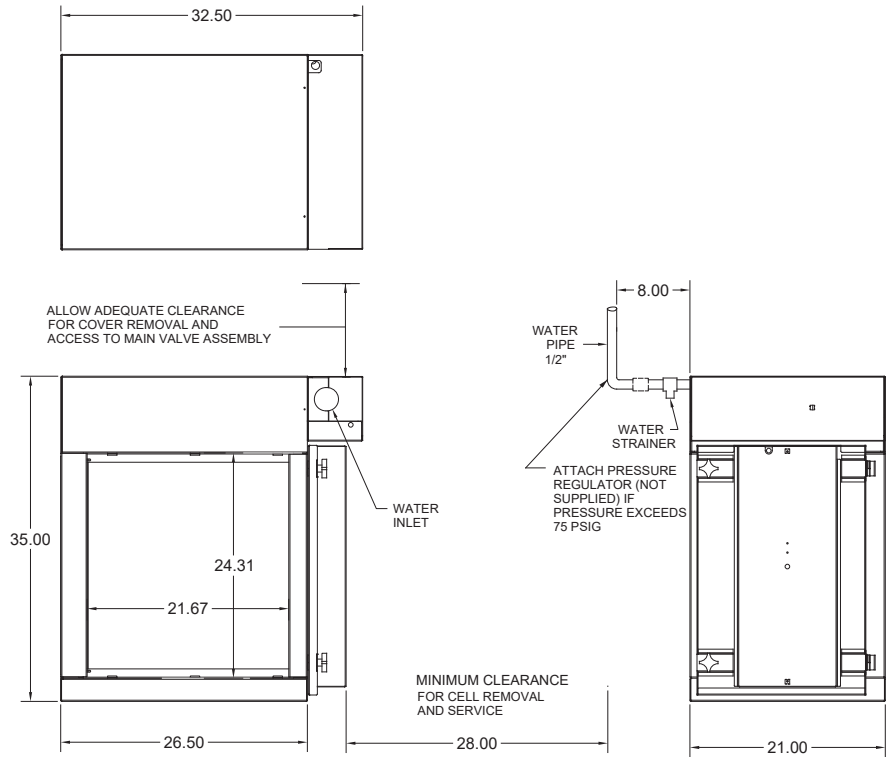 32.50
ALLOW ADEQUATE CLEARANCE
FOR COVER REMOVAL AND
ACCESS TO MAIN VALVE ASSEMBLY
8.00
WATER
PIPE
1/2"
WATER
STRAINER
ATTACH PRESSURE
REGULATOR (NOT
SUPPLIED) IF
PRESSURE EXCEEDS
75 PSIG
WATER
INLET
35.00
24.31
21.67
MINIMUM CLEARANCE
FOR CELL REMOVAL
AND SERVICE
26.50
28.00
21.00